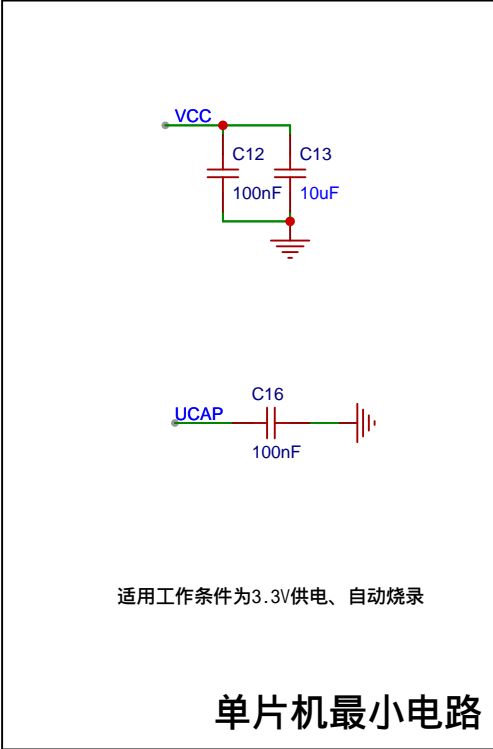 VCC
C12 C13
100nF 10uF
C16
UCAP
100nF
适用工作条件为3.3V供电、自动烧录
单片机最小电路